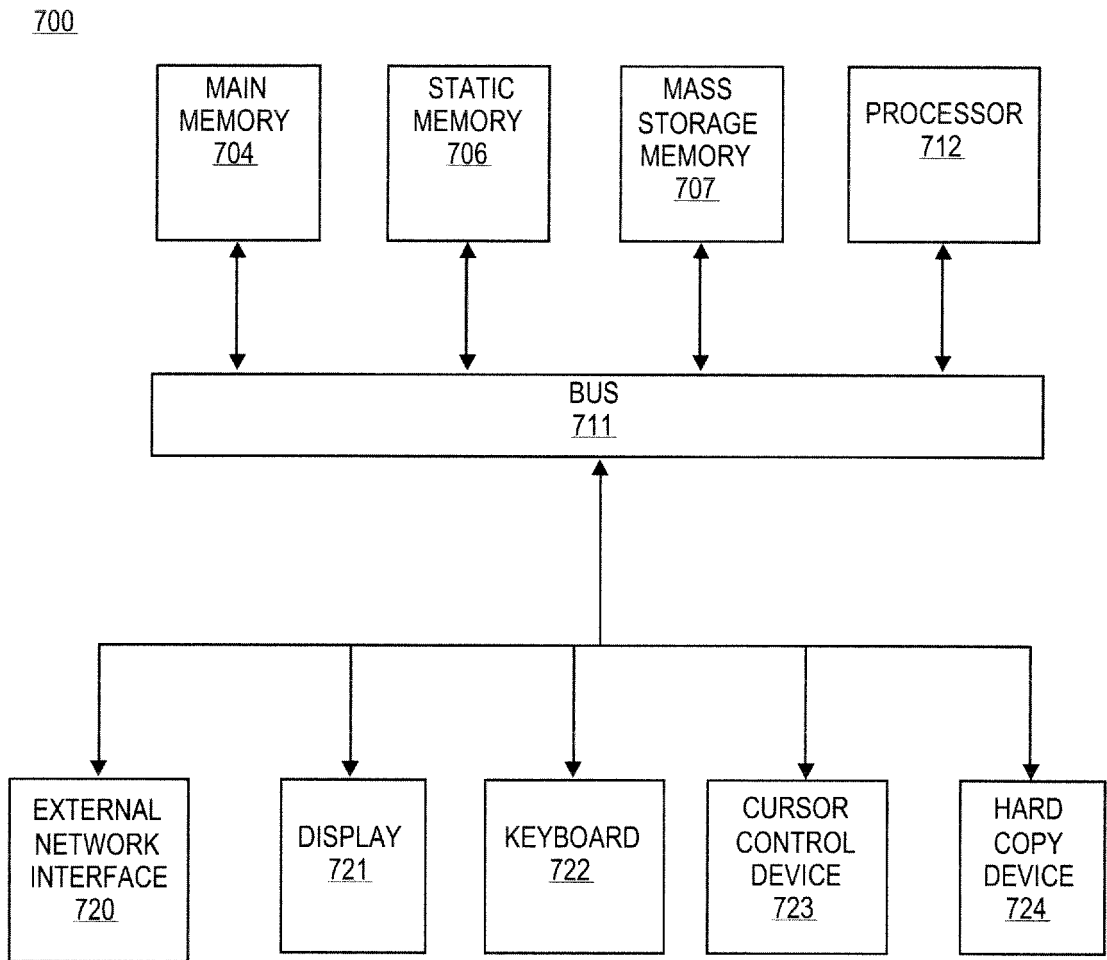 700
MAIN
MEMORY
704
STATIC
MEMORY
706
MASS
STORAGE
MEMORY
707
PROCESSOR
712
BUS
711
EXTERNAL
NETWORK
INTERFACE
720
DISPLAY
721
KEYBOARD
722
CURSOR
CONTROL
DEVICE
723
HARD
COPY
DEVICE
724